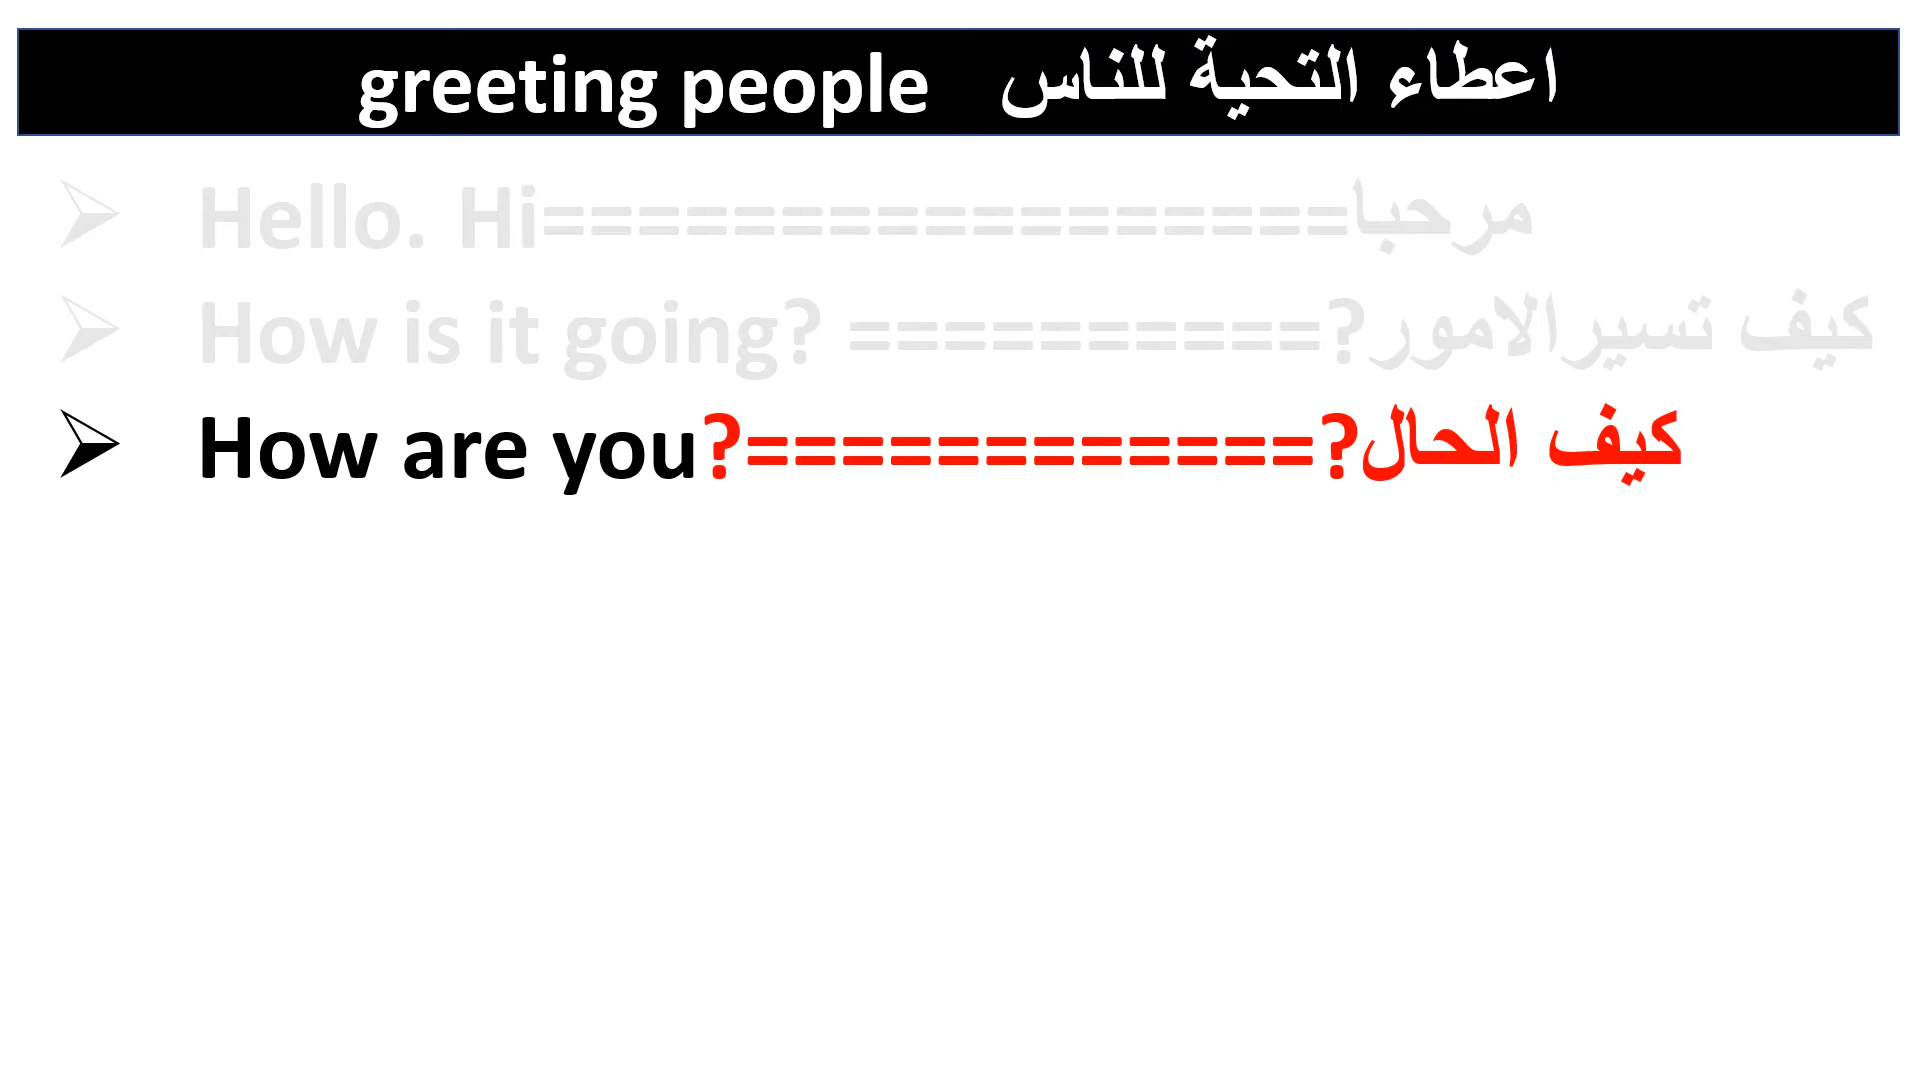 greeting people اعطاء التحية للناس
➢ Hello. Hi=================مرحبا
➢ How is it going? ==========?كيف تسيرالامور
➢ How are you?============?كيف الحال